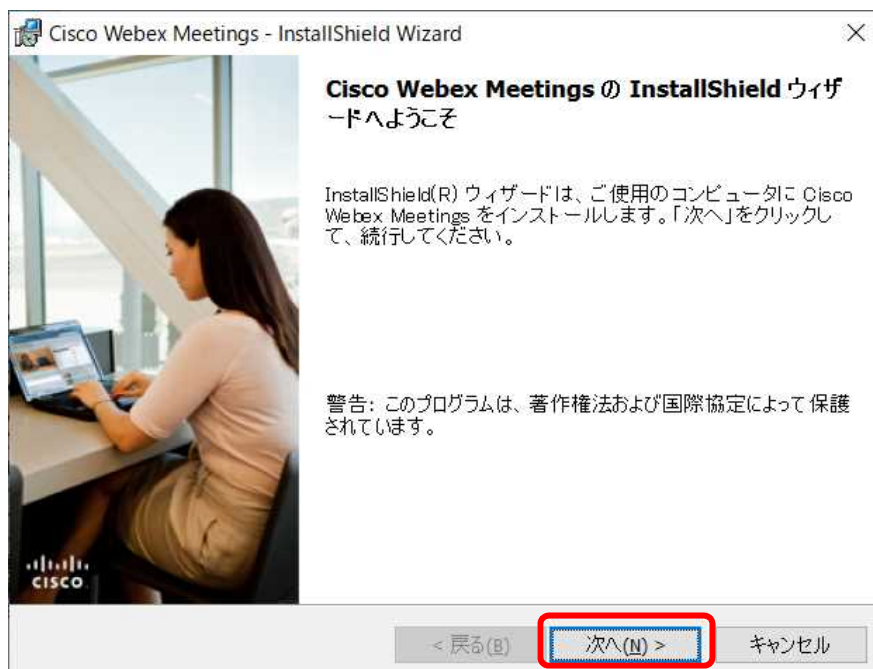 Cisco Webex Meetings - InstallShield Wizard
Cisco Webex Meetings の InstallShield ウィザ
ードへようこそ
InstallShield(R) ウィザードは、ご使用のコンピュータに Cisco
Webex Meetings をインストールします。「次へ」をクリックし
て、続行してください。
警告: このプログラムは、著作権法および国際協定によって保護
されています。
CISCO
< 戻る(B)
次へ(N) >
キャンセル